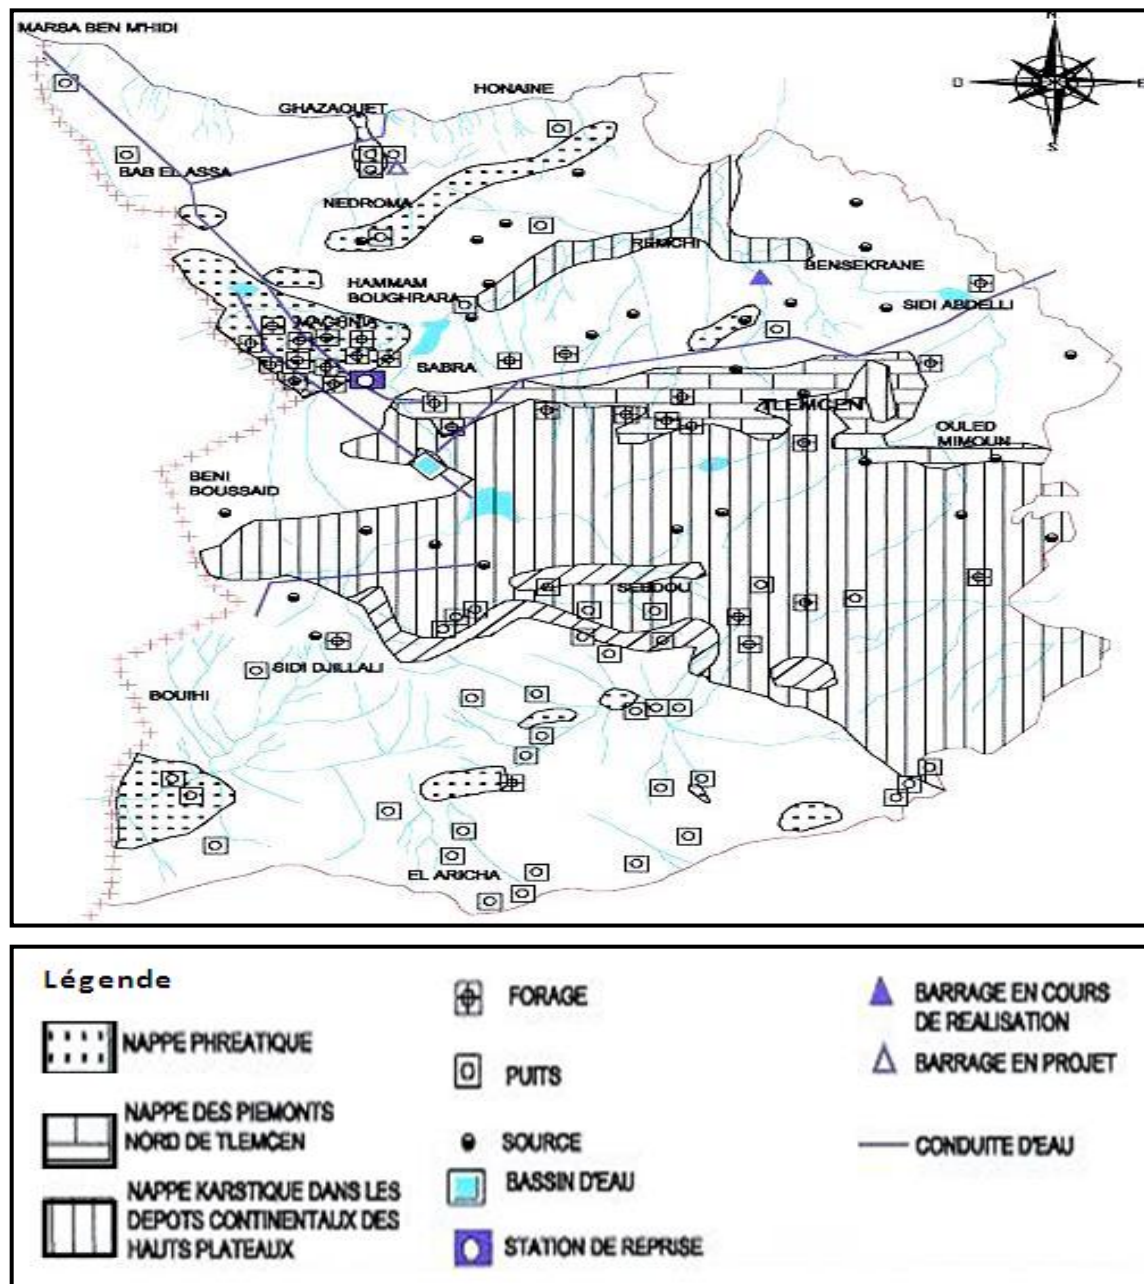 MARSA BEN M'HIDI
N
HONAINE
GHAZAOUET
O
E
S
BAB EL ASSA
NEDROMA
REMCHI
BENSEKRANE
HAMMAM
BOUGHRARA
SIDI ABDELLI
MAGHNIA
SABRA
TLEMCEN
OULED
MIMOUN
BENI
BOUSSAID
SEBDOU
SIDI DJILLALI
BOUIHI
EL ARICHA
Légende
NAPPE PHREATIQUE
NAPPE DES PIEMONTS
NORD DE TLEMÇEN
NAPPE KARSTIQUE DANS LES
DEPOTS CONTINENTAUX DES
HAUTS PLATEAUX
FORAGE
PUITS
SOURCE
BASSIN D'EAU
STATION DE REPRISE
BARRAGE EN COURS
DE REALISATION
BARRAGE EN PROJET
CONDUITE D'EAU